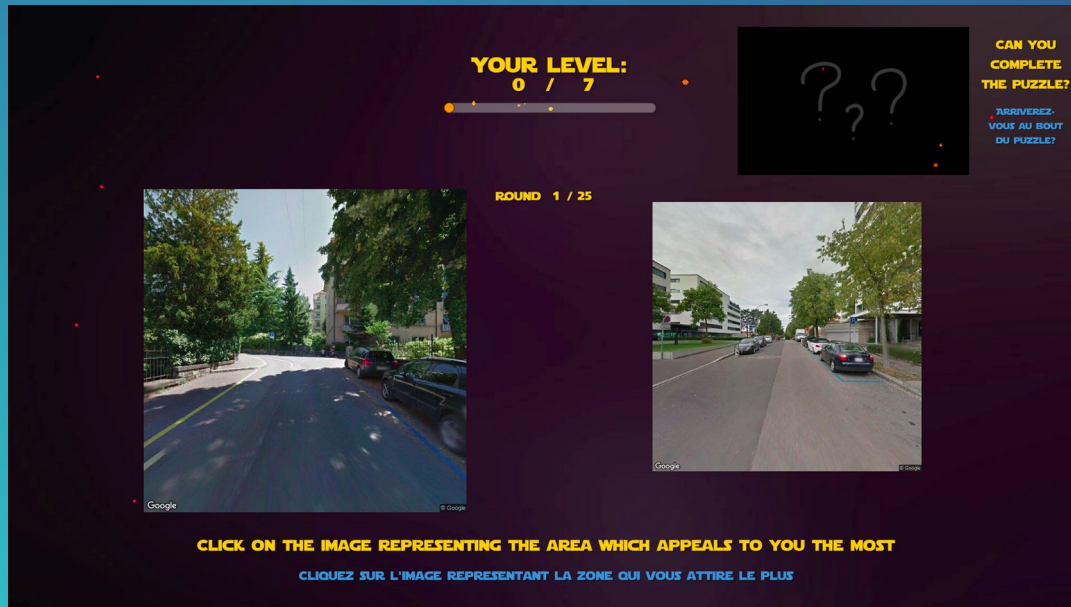 YOUR LEVEL:
0 / 7
CAN YOU
COMPLETE
THE PUZZLE?
ARRIVEREZ-
VOUS AU BOUT
DU PUZZLE?
ROUND 1 / 25
Google
© Google
Google
© Google
CLICK ON THE IMAGE REPRESENTING THE AREA WHICH APPEALS TO YOU THE MOST
CLIQUEZ SUR L'IMAGE REPRESENTANT LA ZONE QUI VOUS ATTIRE LE PLUS